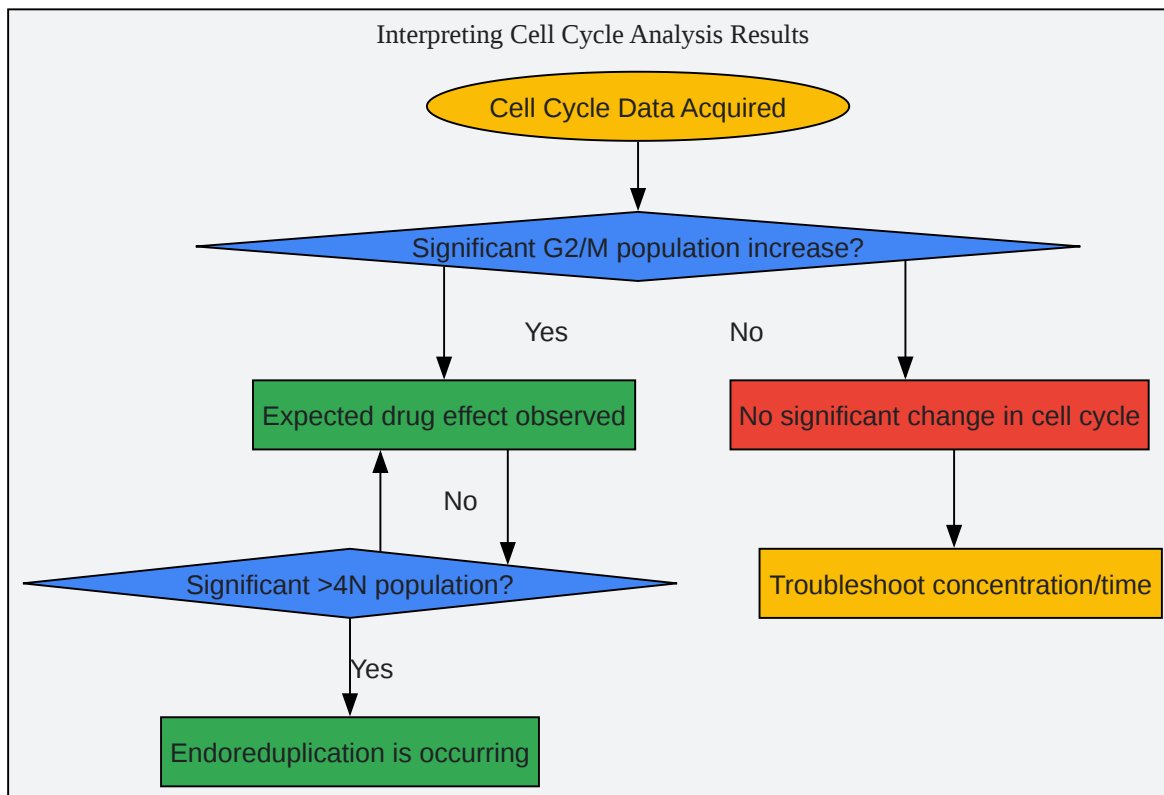 Interpreting Cell Cycle Analysis Results
Cell Cycle Data Acquired
Significant G2/M population increase?
Yes
No
Expected drug effect observed
No significant change in cell cycle
No
Significant >4N population?
Troubleshoot concentration/time
Yes
Endoreduplication is occurring